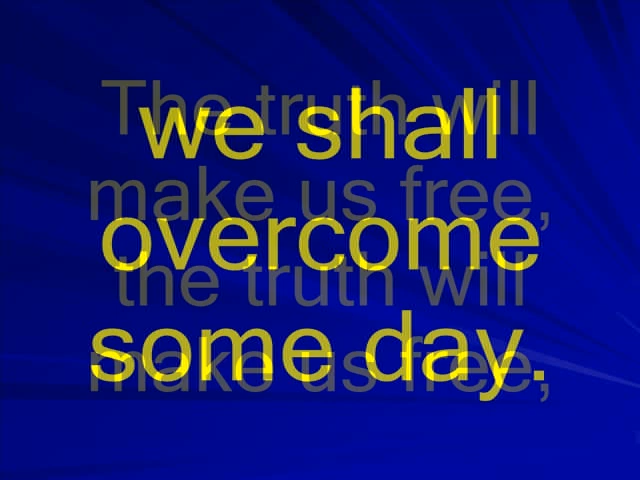 The truth will
we shall
make us free,
overcome
the truth will
some day.
make us free,